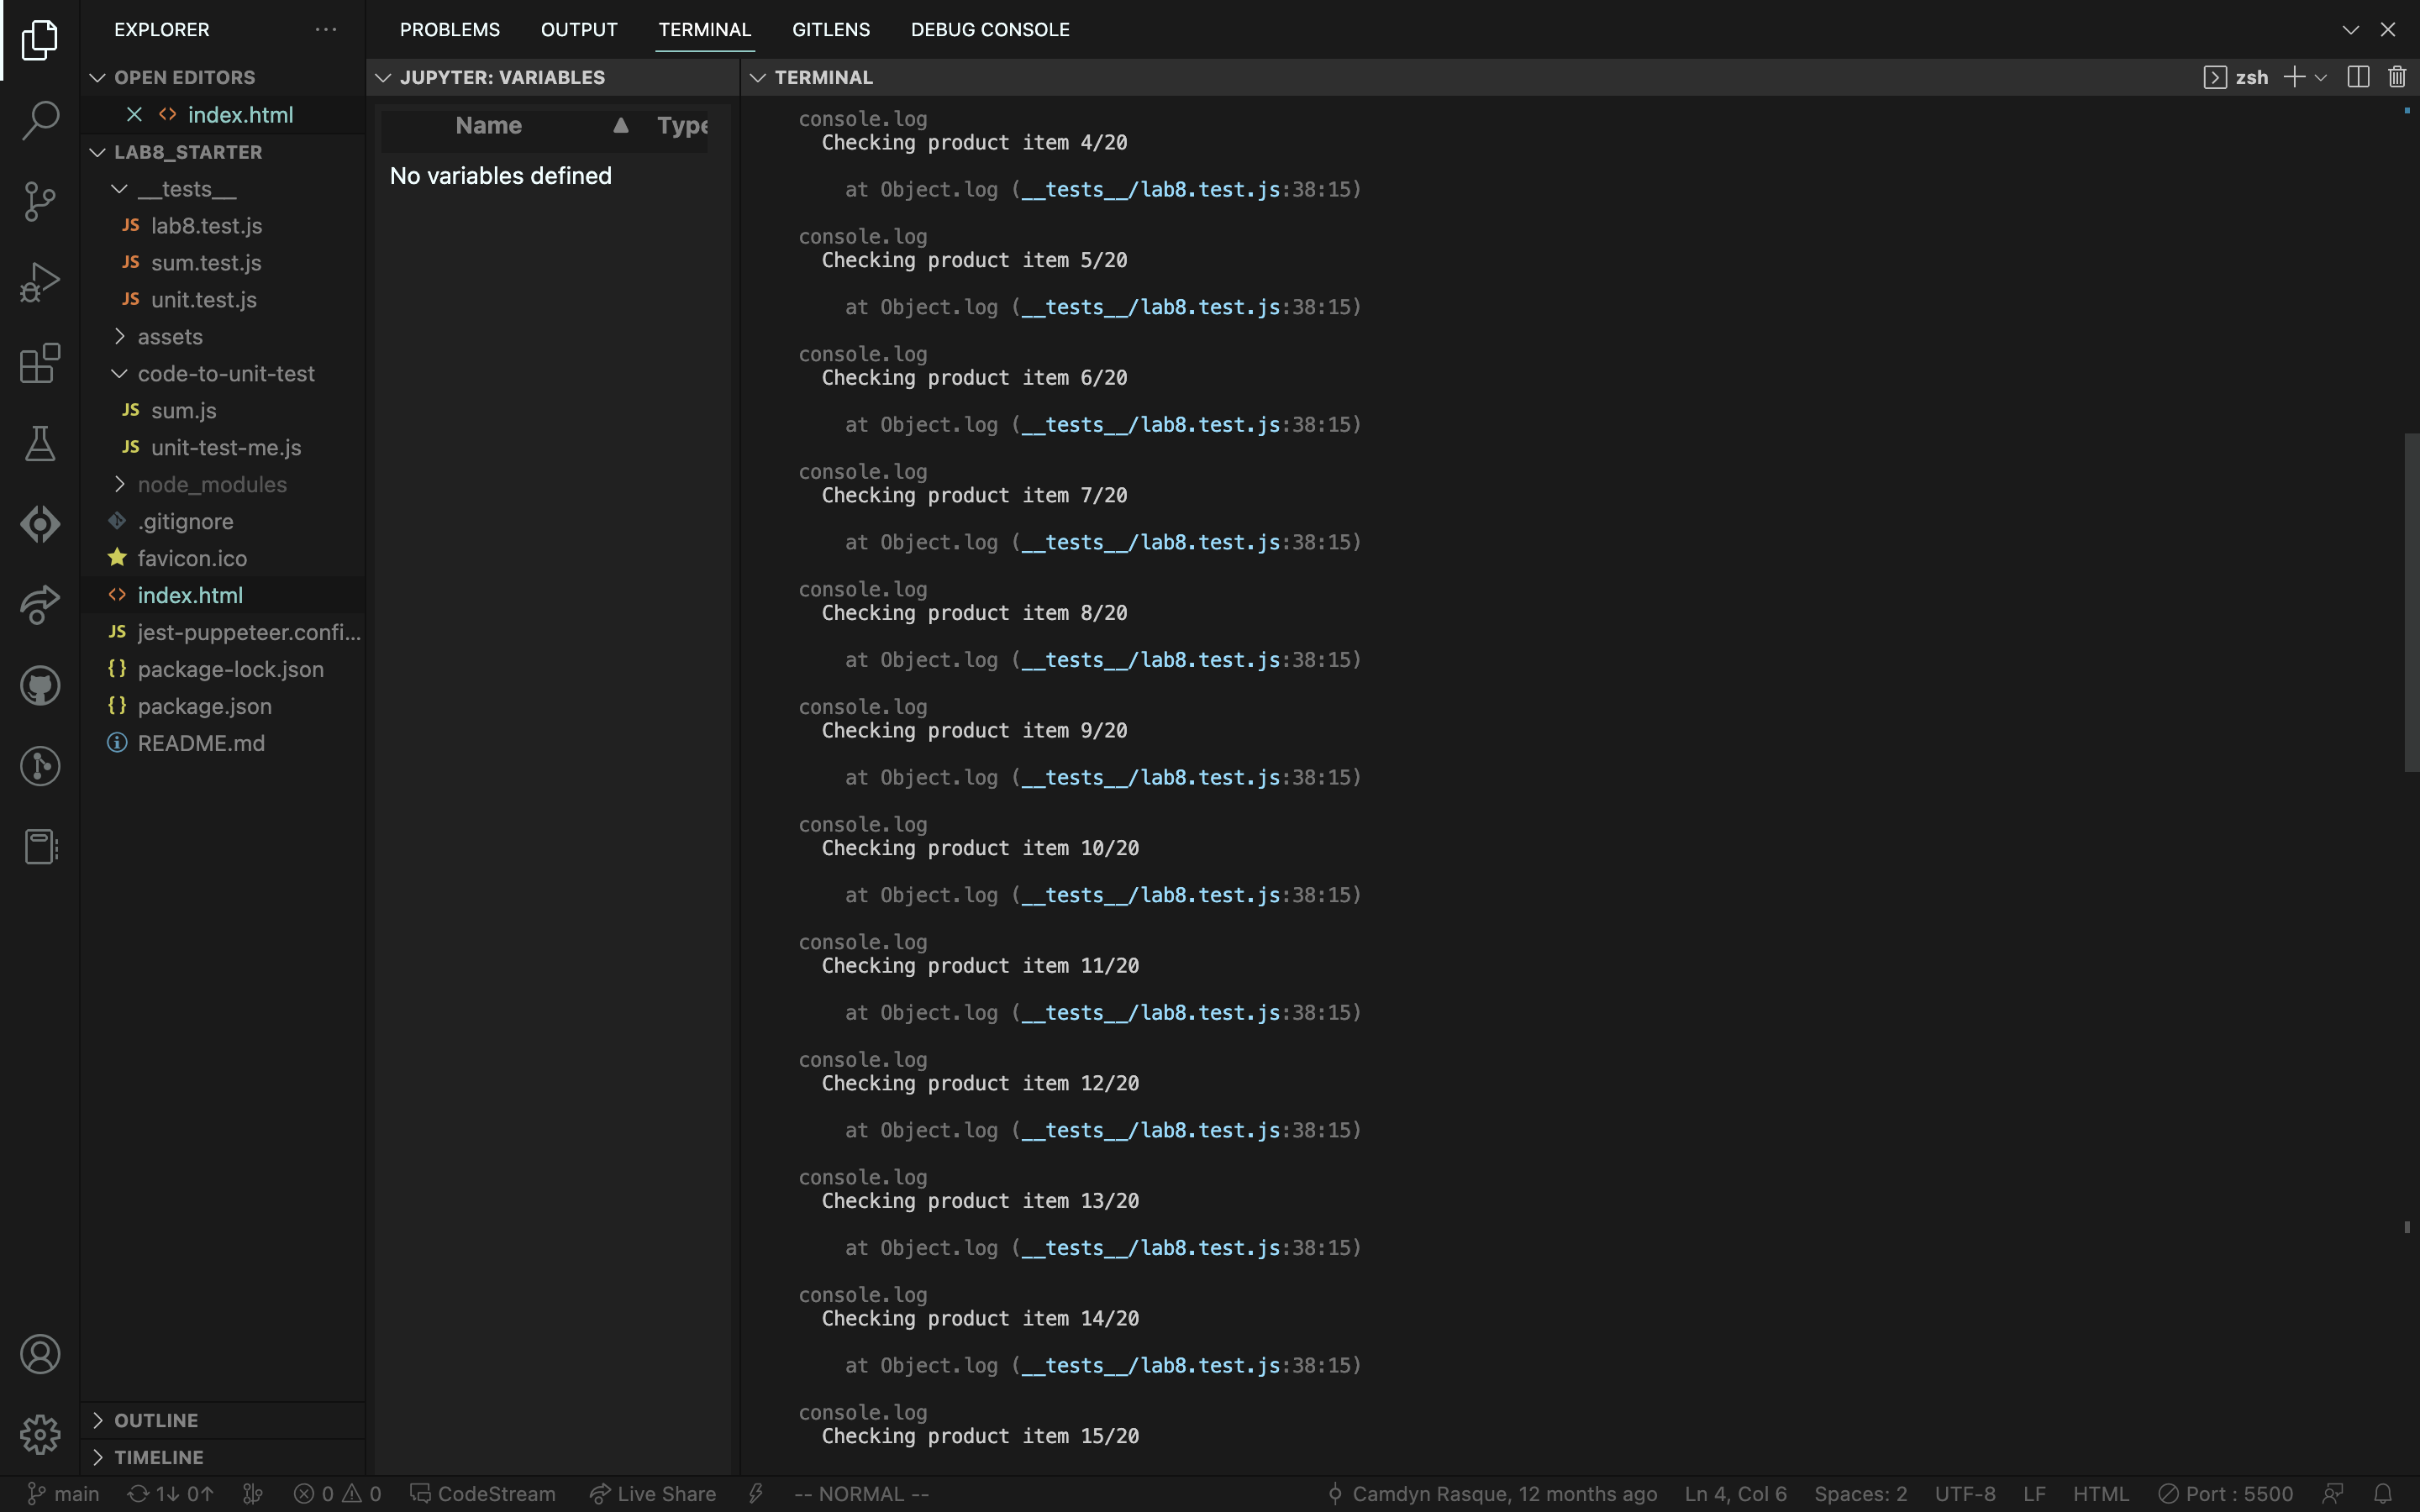 EXPLORER
OPEN EDITORS
index.html
LAB8_STARTER
__tests__
JS lab8.test.js
JS sum.test.js
JS unit.test.js
assets
code-to-unit-test
JS sum.js
JS unit-test-me.js
node_modules
.gitignore
favicon.ico
index.html
JS jest-puppeteer.confi...
package-lock.json
package.json
README.md
OUTLINE
TIMELINE
PROBLEMS OUTPUT TERMINAL GITLENS DEBUG CONSOLE
JUPYTER: VARIABLES
Name Type
No variables defined
TERMINAL
zsh
console.log
Checking product item 4/20
at Object.log (__tests__/lab8.test.js:38:15)
console.log
Checking product item 5/20
at Object.log (__tests__/lab8.test.js:38:15)
console.log
Checking product item 6/20
at Object.log (__tests__/lab8.test.js:38:15)
console.log
Checking product item 7/20
at Object.log (__tests__/lab8.test.js:38:15)
console.log
Checking product item 8/20
at Object.log (__tests__/lab8.test.js:38:15)
console.log
Checking product item 9/20
at Object.log (__tests__/lab8.test.js:38:15)
console.log
Checking product item 10/20
at Object.log (__tests__/lab8.test.js:38:15)
console.log
Checking product item 11/20
at Object.log (__tests__/lab8.test.js:38:15)
console.log
Checking product item 12/20
at Object.log (__tests__/lab8.test.js:38:15)
console.log
Checking product item 13/20
at Object.log (__tests__/lab8.test.js:38:15)
console.log
Checking product item 14/20
at Object.log (__tests__/lab8.test.js:38:15)
console.log
Checking product item 15/20
main 1↓ 0↑ 0 0 CodeStream Live Share -- NORMAL -- Camdyn Rasque, 12 months ago Ln 4, Col 6 Spaces: 2 UTF-8 LF HTML Port : 5500